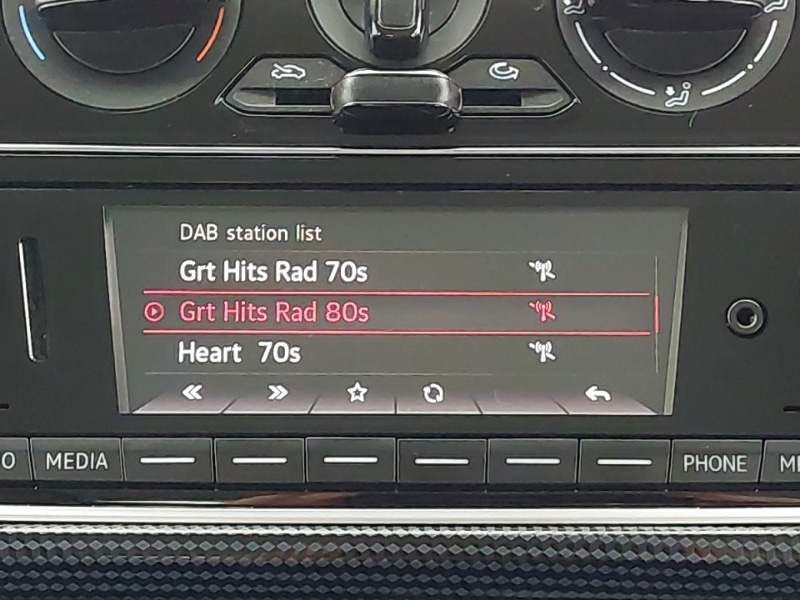 DAB station list
Grt Hits Rad 70s
Grt Hits Rad 80s
Heart 70s
MEDIA
PHONE